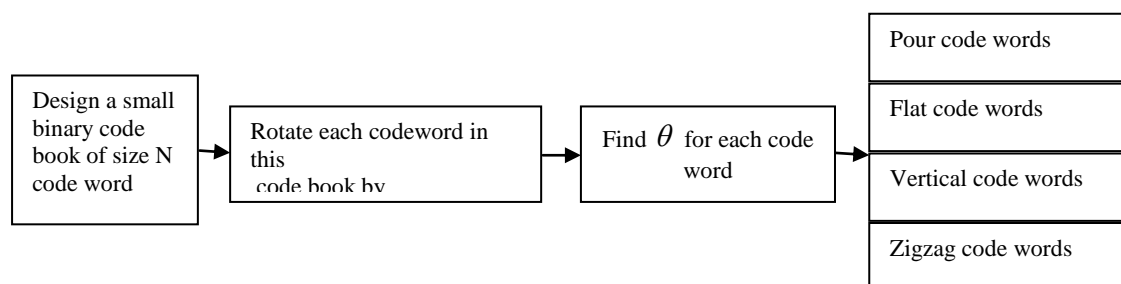 Design a small
binary code
book of size N
code word
Rotate each codeword in
this
code book by
Find θ for each code
word
Pour code words
Flat code words
Vertical code words
Zigzag code words